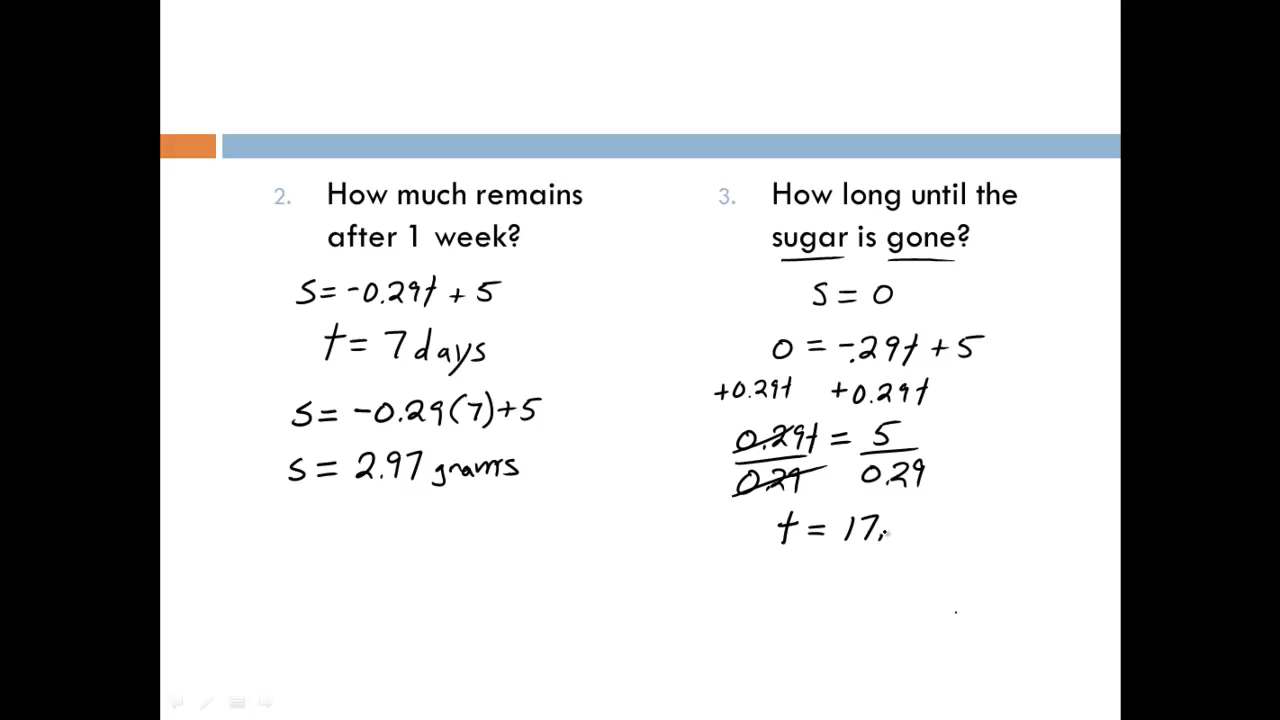 2. How much remains
after 1 week?
S = -0.29t + 5
t = 7 days
S = -0.29(7)+5
S = 2.97 grams
3. How long until the
sugar is gone?
S = 0
0 = -.29t + 5
+0.29t +0.29t
0.29t = 5
0.29 0.29
t = 17.